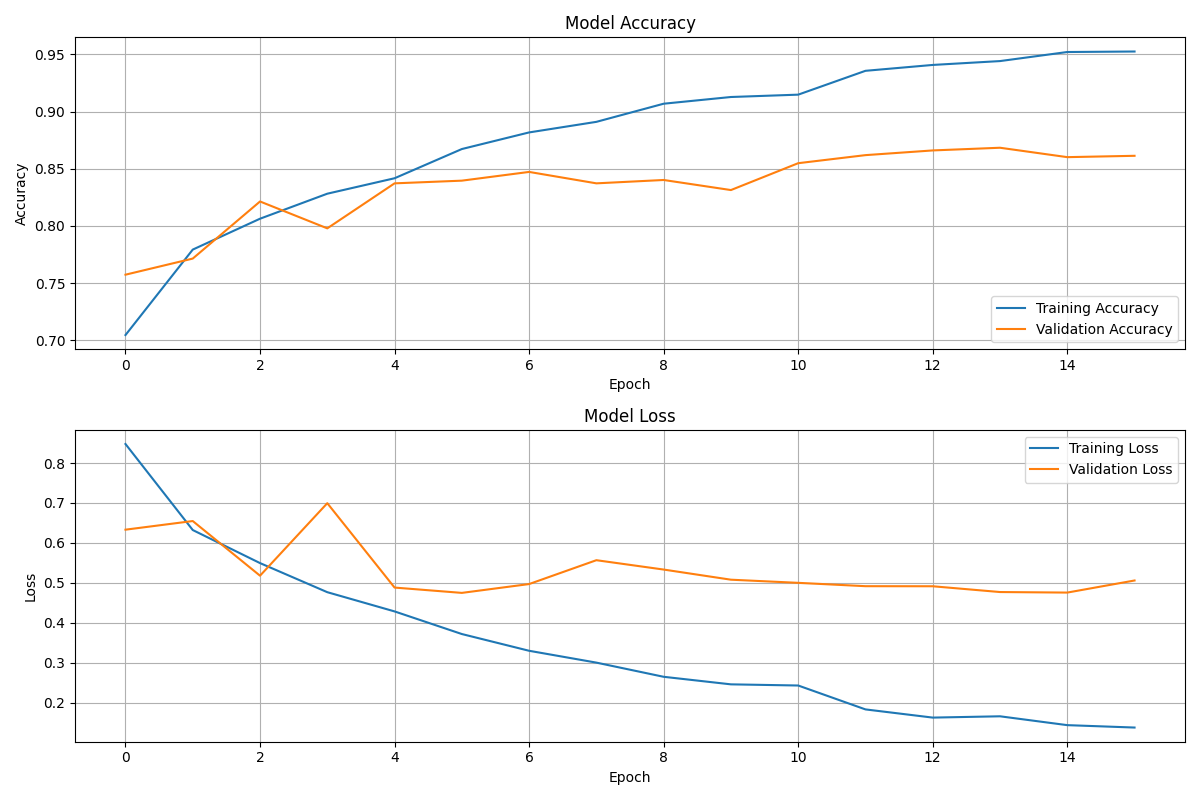 Model Accuracy
Accuracy
0.95
0.90
0.85
0.80
0.75
0.70
Training Accuracy
Validation Accuracy
0 2 4 6 8 10 12 14
Epoch
Model Loss
Loss
0.8
0.7
0.6
0.5
0.4
0.3
0.2
Training Loss
Validation Loss
0 2 4 6 8 10 12 14
Epoch